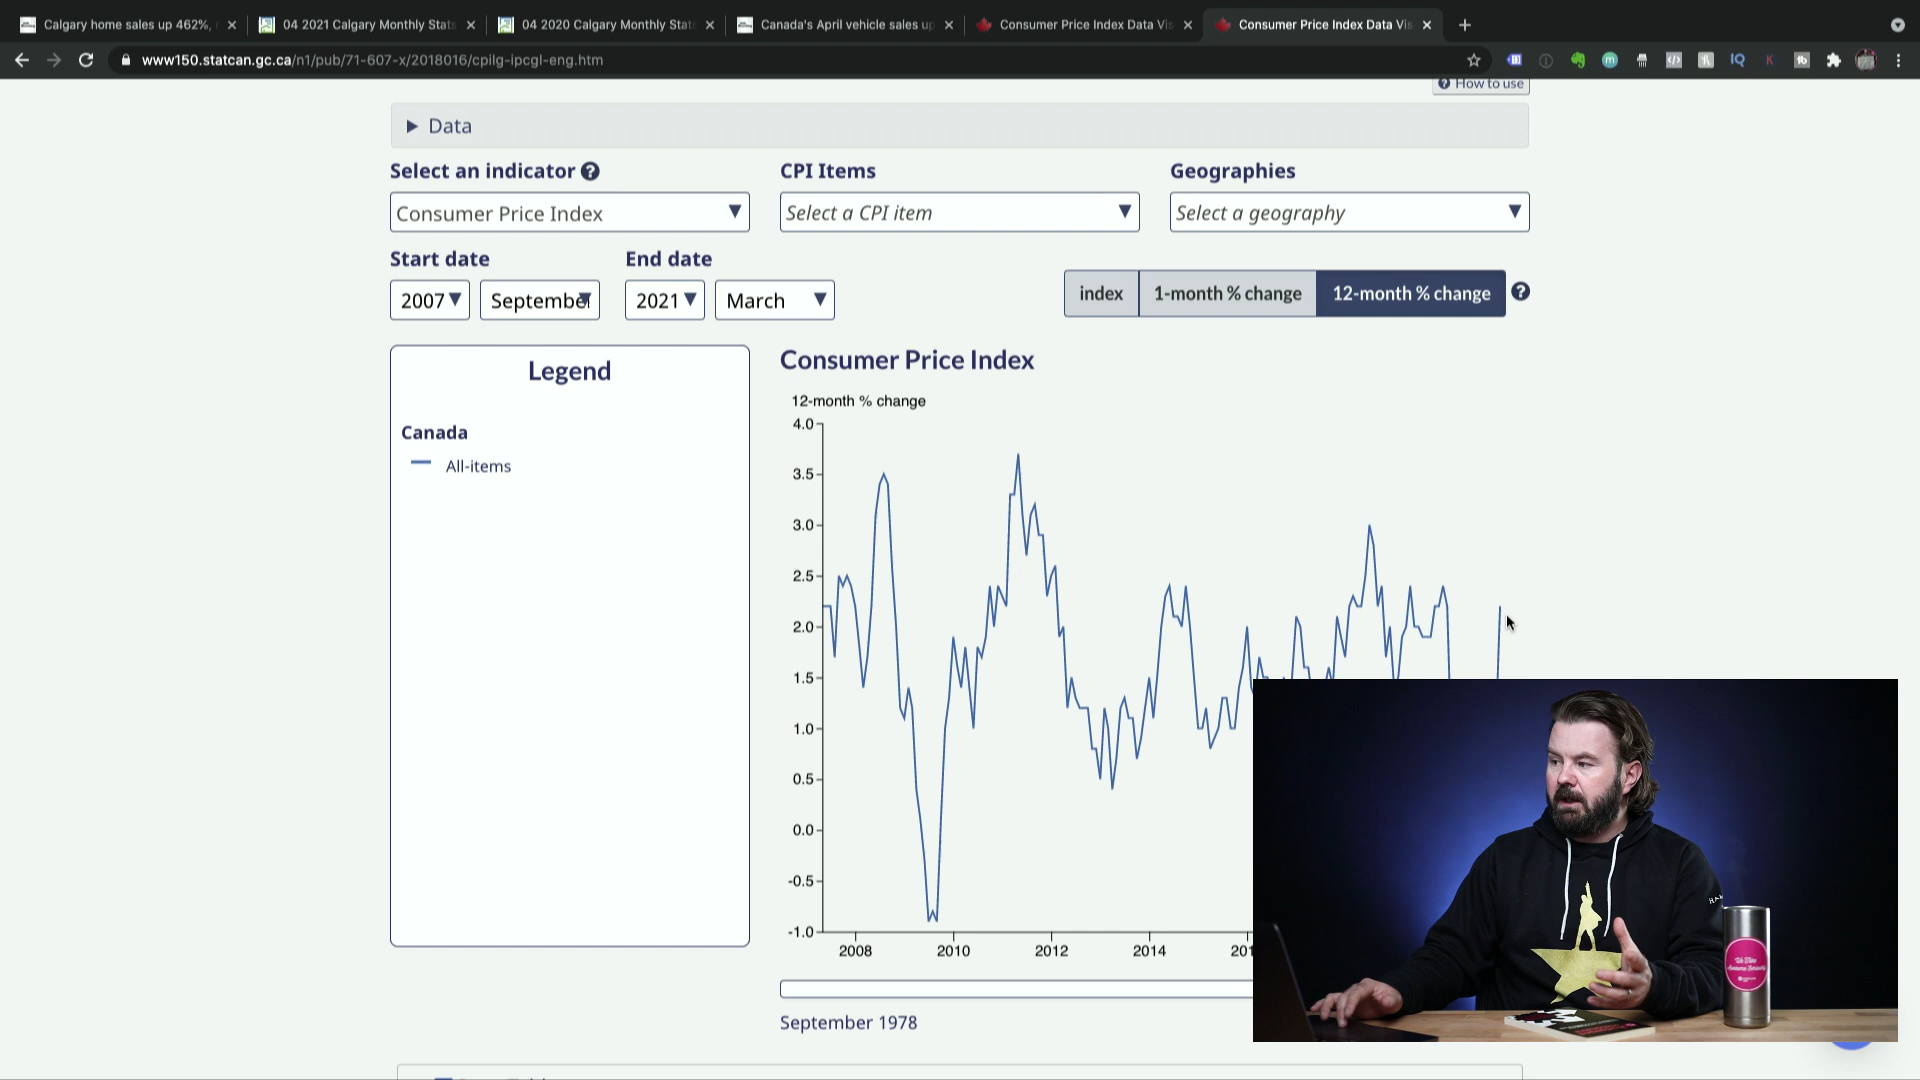 Calgary home sales up 462%,
04 2021 Calgary Monthly Stats
04 2020 Calgary Monthly Stat
Canada's April vehicle sales up
Consumer Price Index Data Vis
Consumer Price Index Data Vis
www150.statcan.gc.ca/n1/pub/71-607-x/2018016/cpilg-ipcgl-eng.htm
How to use
Data
Select an indicator
CPI Items
Geographies
Consumer Price Index
Select a CPI item
Select a geography
Start date
End date
2007
September
2021
March
index
1-month % change
12-month % change
Legend
Canada
All-items
Consumer Price Index
12-month % change
4.0
3.5
3.0
2.5
2.0
1.5
1.0
0.5
0.0
-0.5
-1.0
2008
2010
2012
2014
201
September 1978